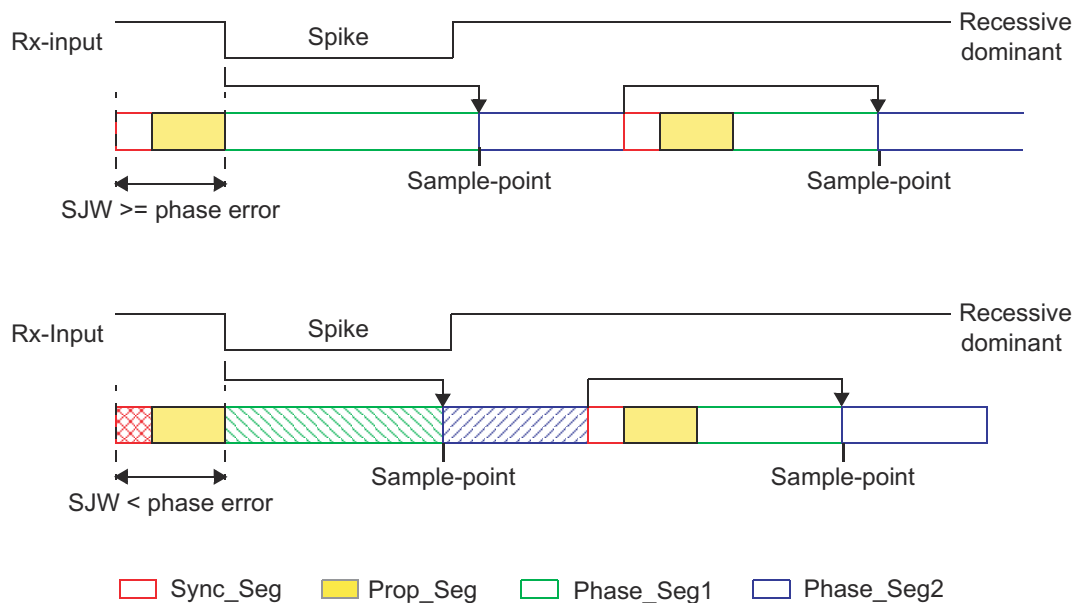 Rx-input
Spike
Recessive
dominant
Sample-point
Sample-point
SJW >= phase error
Rx-Input
Spike
Recessive
dominant
Sample-point
Sample-point
SJW < phase error
Sync_Seg
Prop_Seg
Phase_Seg1
Phase_Seg2